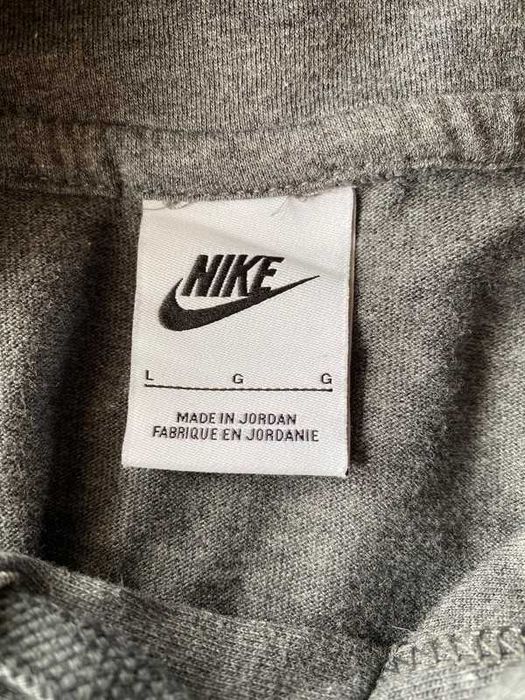 NIKE
L G G
MADE IN JORDAN
FABRIQUE EN JORDANIE